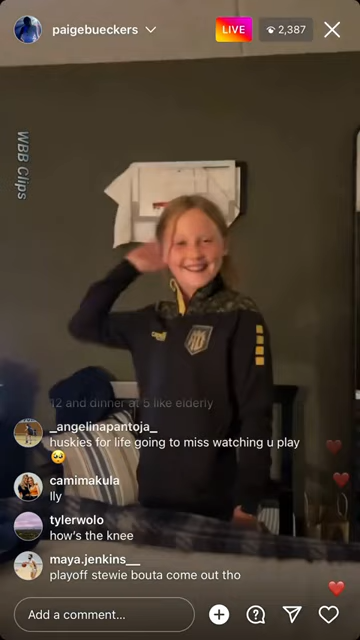 paigebueckers
LIVE
2,387
WBB Clips
12 and dinner at 5 like elderly
_angelinapantoja_
huskies for life going to miss watching u play
🥺
camimakula
Ily
tylerwolo
how's the knee
maya.jenkins__
playoff stewie bouta come out tho
Add a comment...